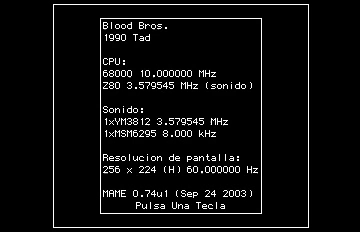 Blood Bros.
1990 Tad
CPU:
68000 10.000000 MHz
Z80 3.579545 MHz (sonido)
Sonido:
1xYM3812 3.579545 MHz
1xMSM6295 8.000 kHz
Resolucion de pantalla:
256 x 224 (H) 60.000000 Hz
MAME 0.74u1 (Sep 24 2003)
Pulsa Una Tecla